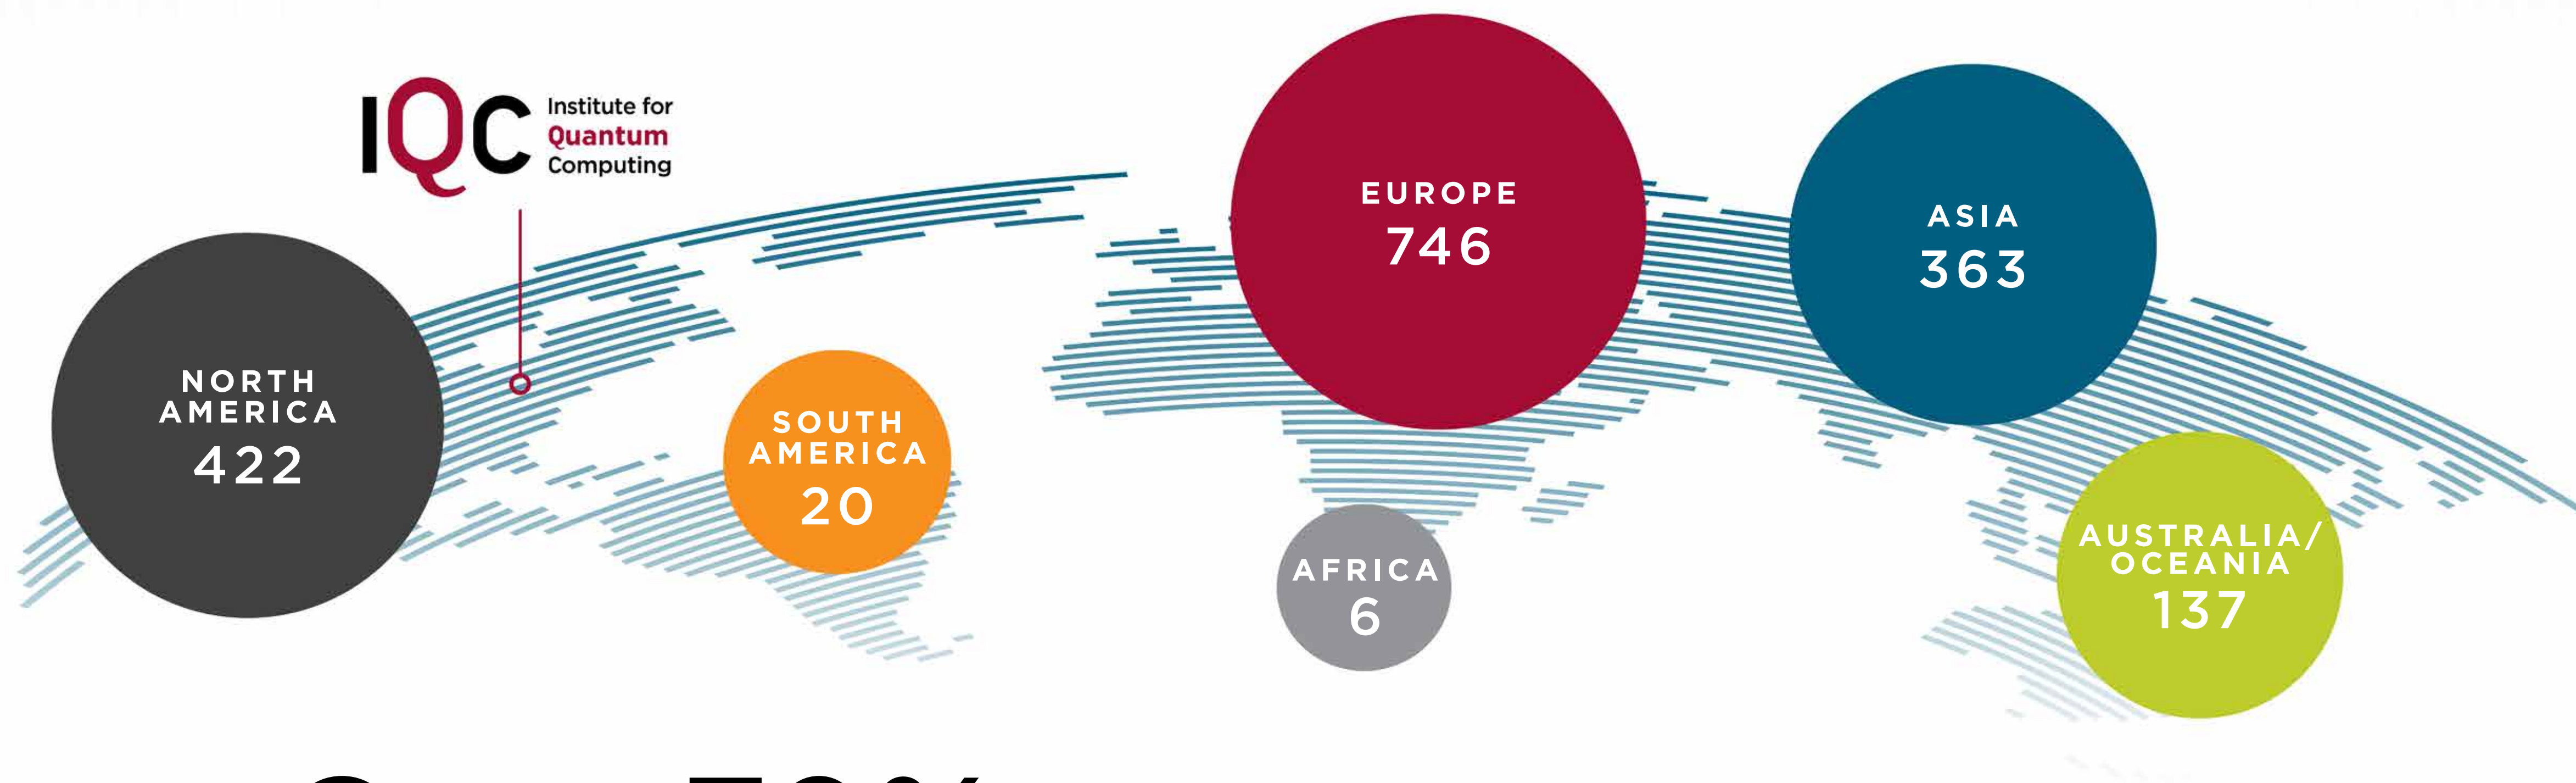 IQC
Institute for
Quantum
Computing
NORTH
AMERICA
422
SOUTH
AMERICA
20
EUROPE
746
AFRICA
6
ASIA
363
AUSTRALIA/
OCEANIA
137